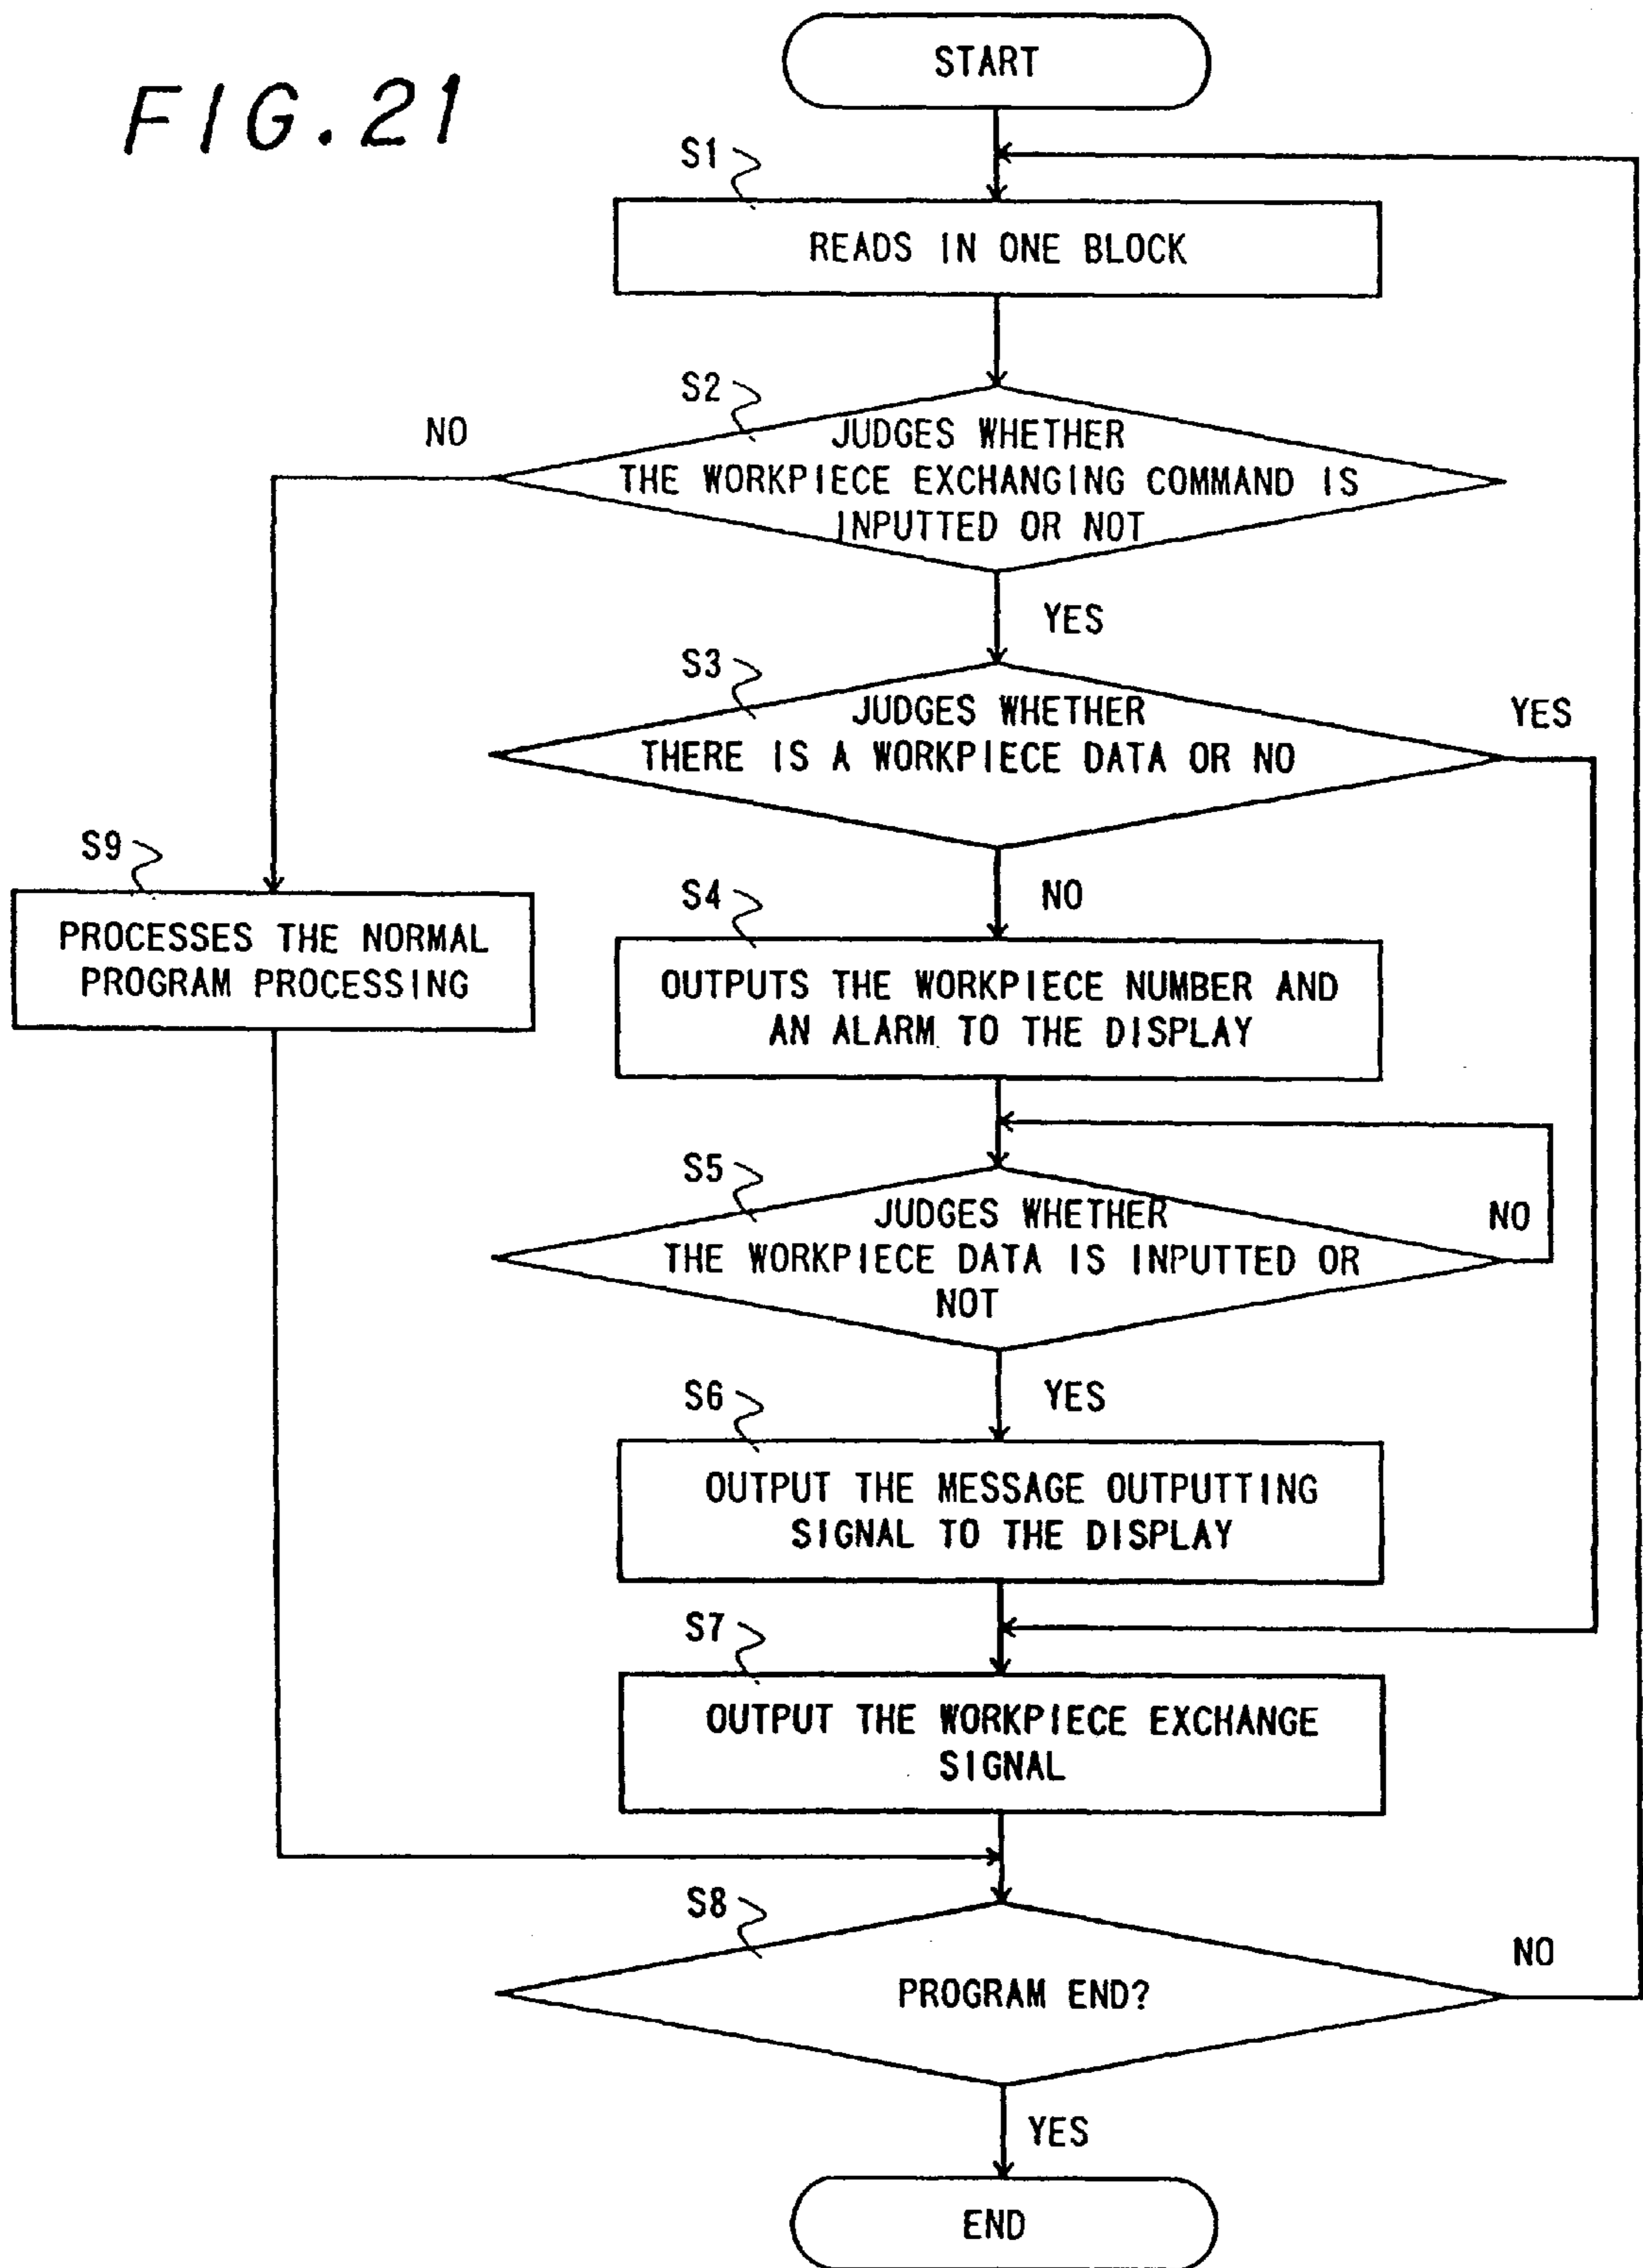 FIG. 21
START
S1
READS IN ONE BLOCK
S2
NO
JUDGES WHETHER
THE WORKPIECE EXCHANGING COMMAND IS
INPUTTED OR NOT
YES
S3
JUDGES WHETHER
THERE IS A WORKPIECE DATA OR NO
YES
S9
PROCESSES THE NORMAL
PROGRAM PROCESSING
NO
S4
OUTPUTS THE WORKPIECE NUMBER AND
AN ALARM TO THE DISPLAY
S5
JUDGES WHETHER
THE WORKPIECE DATA IS INPUTTED OR
NOT
NO
YES
S6
OUTPUT THE MESSAGE OUTPUTTING
SIGNAL TO THE DISPLAY
S7
OUTPUT THE WORKPIECE EXCHANGE
SIGNAL
S8
PROGRAM END?
NO
YES
END